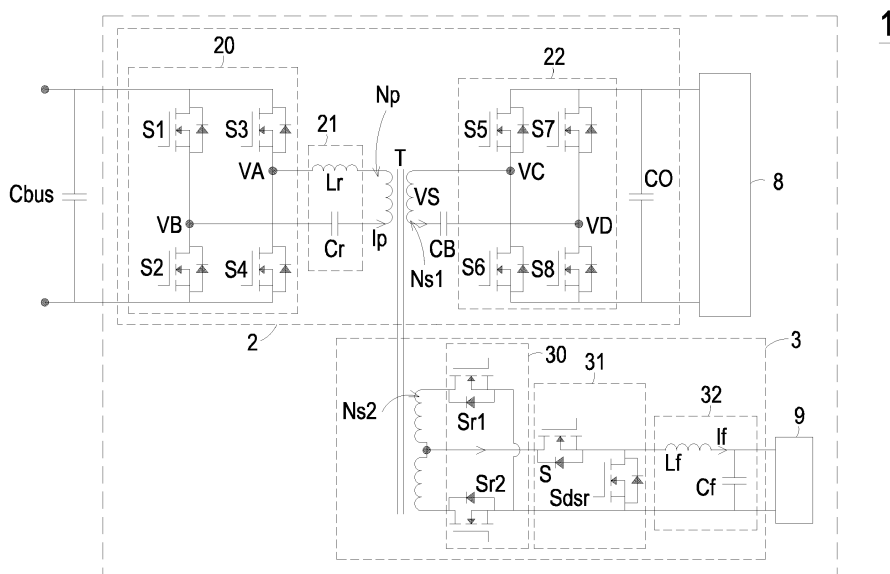 1
20
22
Np
21
S1
S3
T
S5
S7
VA
Lr
VS
VC
CO
8
Cbus
VB
VD
Cr
Ip
CB
S2
S4
Ns1
S6
S8
2
3
30
31
Ns2
32
9
Sr1
If
S
Lf
Cf
Sr2
Sdsr